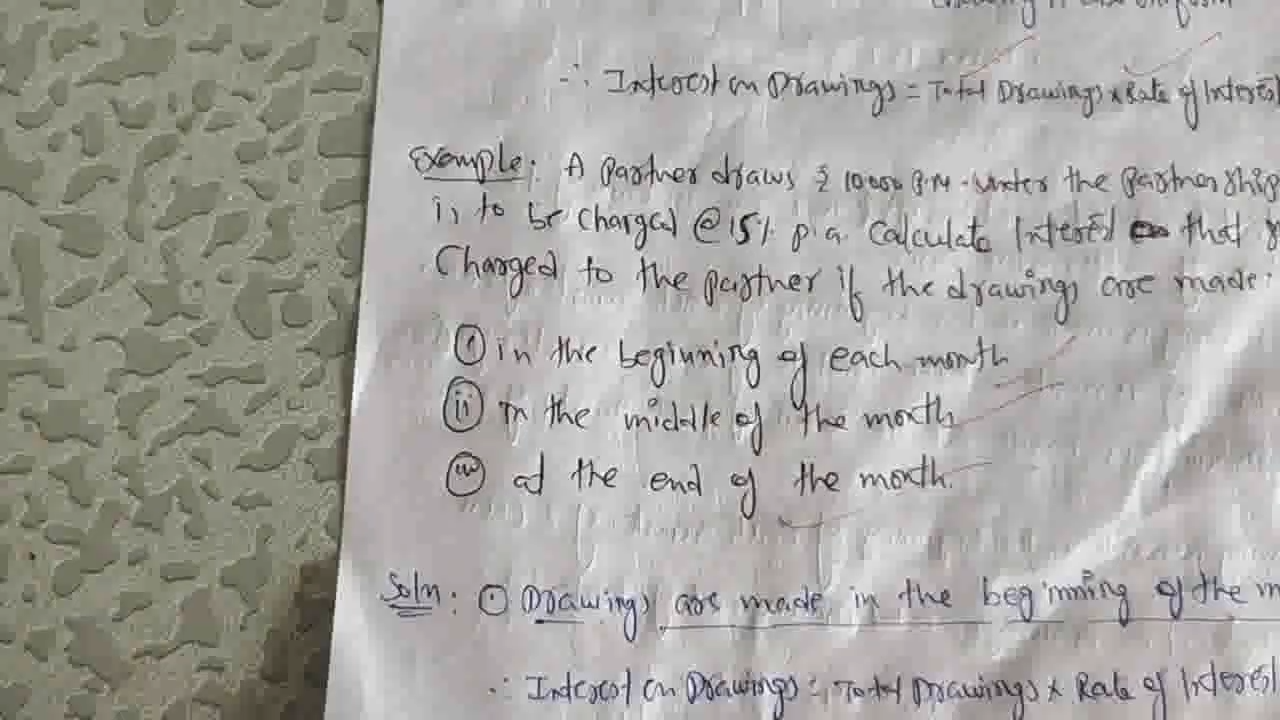 ∴ Interest on Drawings = Total Drawings x Rate of Interest
Example: A Partner draws ₹ 10000 P.M. Under the Partnership
is to be Charged @ 15% p.a. Calculate Interest that
Charged to the partner if the drawings are made:
(i) in the beginning of each month
(ii) in the middle of the month
(iii) at the end of the month.
Soln: (i) Drawings are made in the beginning of the m
∴ Interest on Drawings = Total Drawings x Rate of Interest